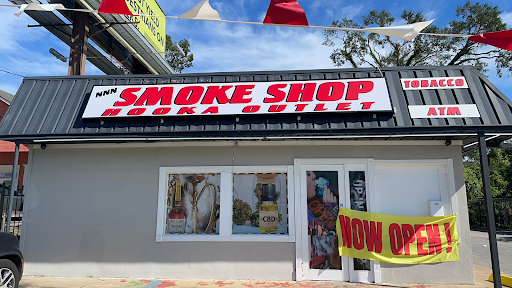 NNN SMOKE SHOP
HOOKA OUTLET
TOBACCO
ATM
CBD
NOW OPEN!